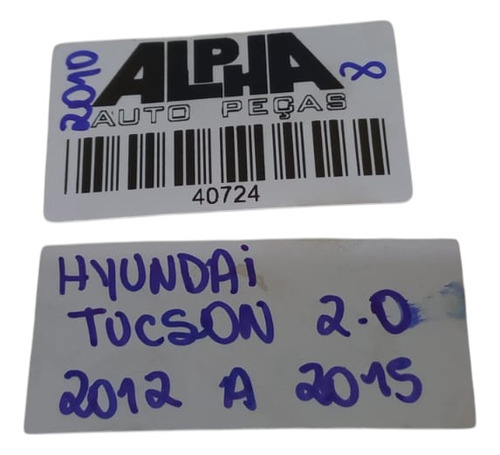 2010
ALPHA
8
AUTO PEÇAS
40724
HYUNDAi
TUCSON 2.0
2012 A 2015